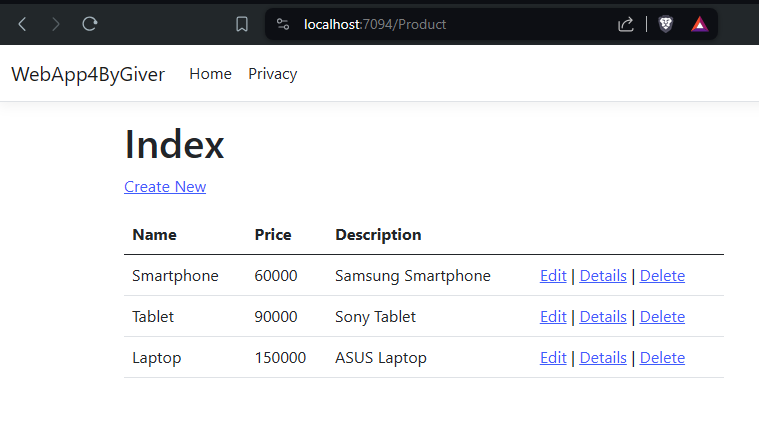 localhost:7094/Product
WebApp4ByGiver Home Privacy
Index
Create New
Name Price Description
Smartphone 60000 Samsung Smartphone Edit | Details | Delete
Tablet 90000 Sony Tablet Edit | Details | Delete
Laptop 150000 ASUS Laptop Edit | Details | Delete